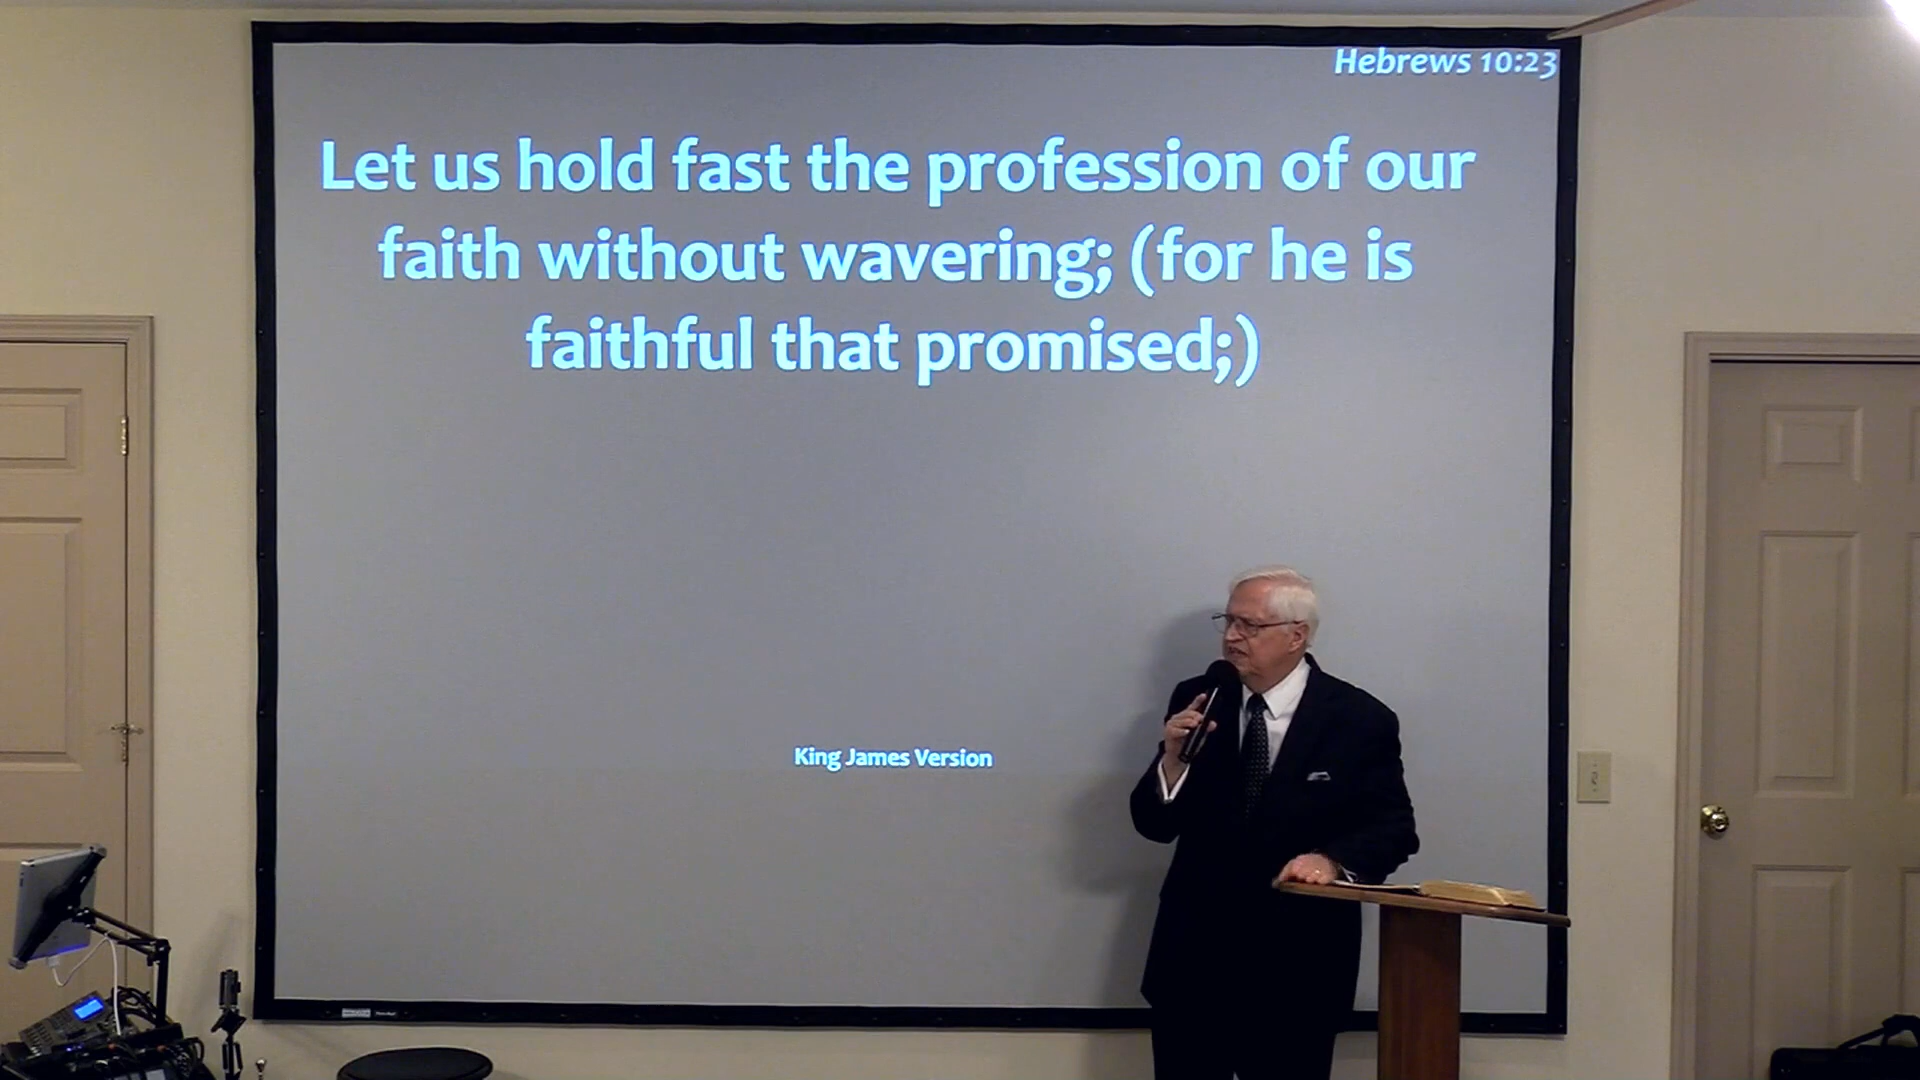 Hebrews 10:23
Let us hold fast the profession of our
faith without wavering; (for he is
faithful that promised;)
King James Version